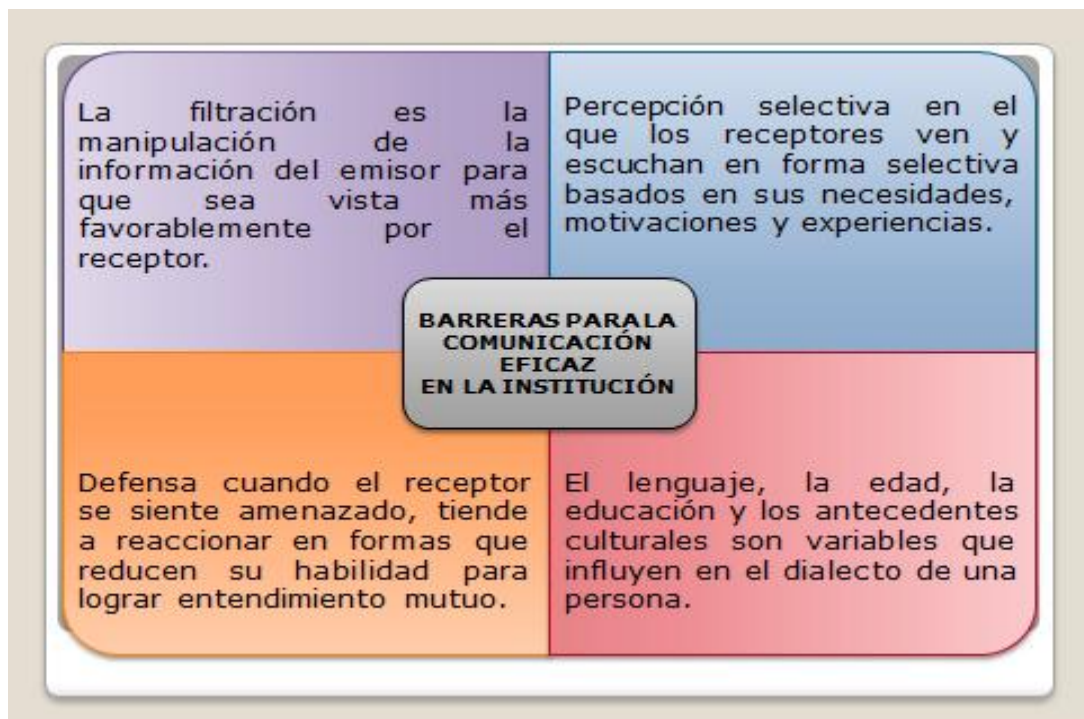 La filtración es la
manipulación de la
información del emisor para
que sea vista más
favorablemente por el
receptor.
Percepción selectiva en el
que los receptores ven y
escuchan en forma selectiva
basados en sus necesidades,
motivaciones y experiencias.
BARRERAS PARA LA
COMUNICACIÓN
EFICAZ
EN LA INSTITUCIÓN
Defensa cuando el receptor
se siente amenazado, tiende
a reaccionar en formas que
reducen su habilidad para
lograr entendimiento mutuo.
El lenguaje, la edad, la
educación y los antecedentes
culturales son variables que
influyen en el dialecto de una
persona.